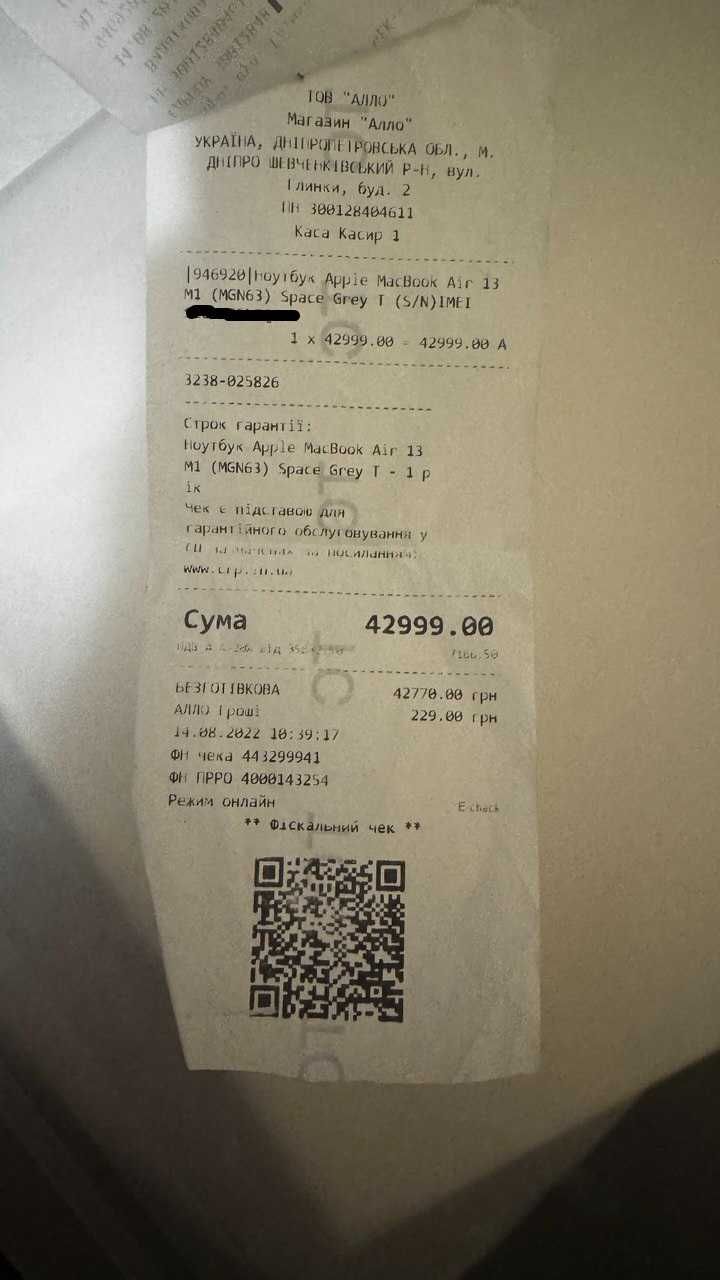 ТОВ "АЛЛО"
Магазин "Алло"
УКРАЇНА, ДНІПРОПЕТРОВСЬКА ОБЛ., М.
ДНІПРО ШЕВЧЕНКІВСЬКИЙ Р-Н, вул.
Глинки, буд. 2
ПН 300128404611
Каса Касир 1
|946920|Ноутбук Apple MacBook Air 13
M1 (MGN63) Space Grey T (S/N)IMEI
1 x 42999.00 = 42999.00 А
3238-025826
Строк гарантії:
Ноутбук Apple MacBook Air 13
M1 (MGN63) Space Grey T - 1 р
ік
Чек є підставою для
гарантійного обслуговування у
посиланням:
Сума 42999.00
7166.50
БЕЗГОТІВКОВА 42770.00 грн
АЛЛО Гроші 229.00 грн
14.08.2022 10:39:17
ФН чека 443299941
ФН ПРРО 4000143254
Режим онлайн E-check
** Фіскальний чек **